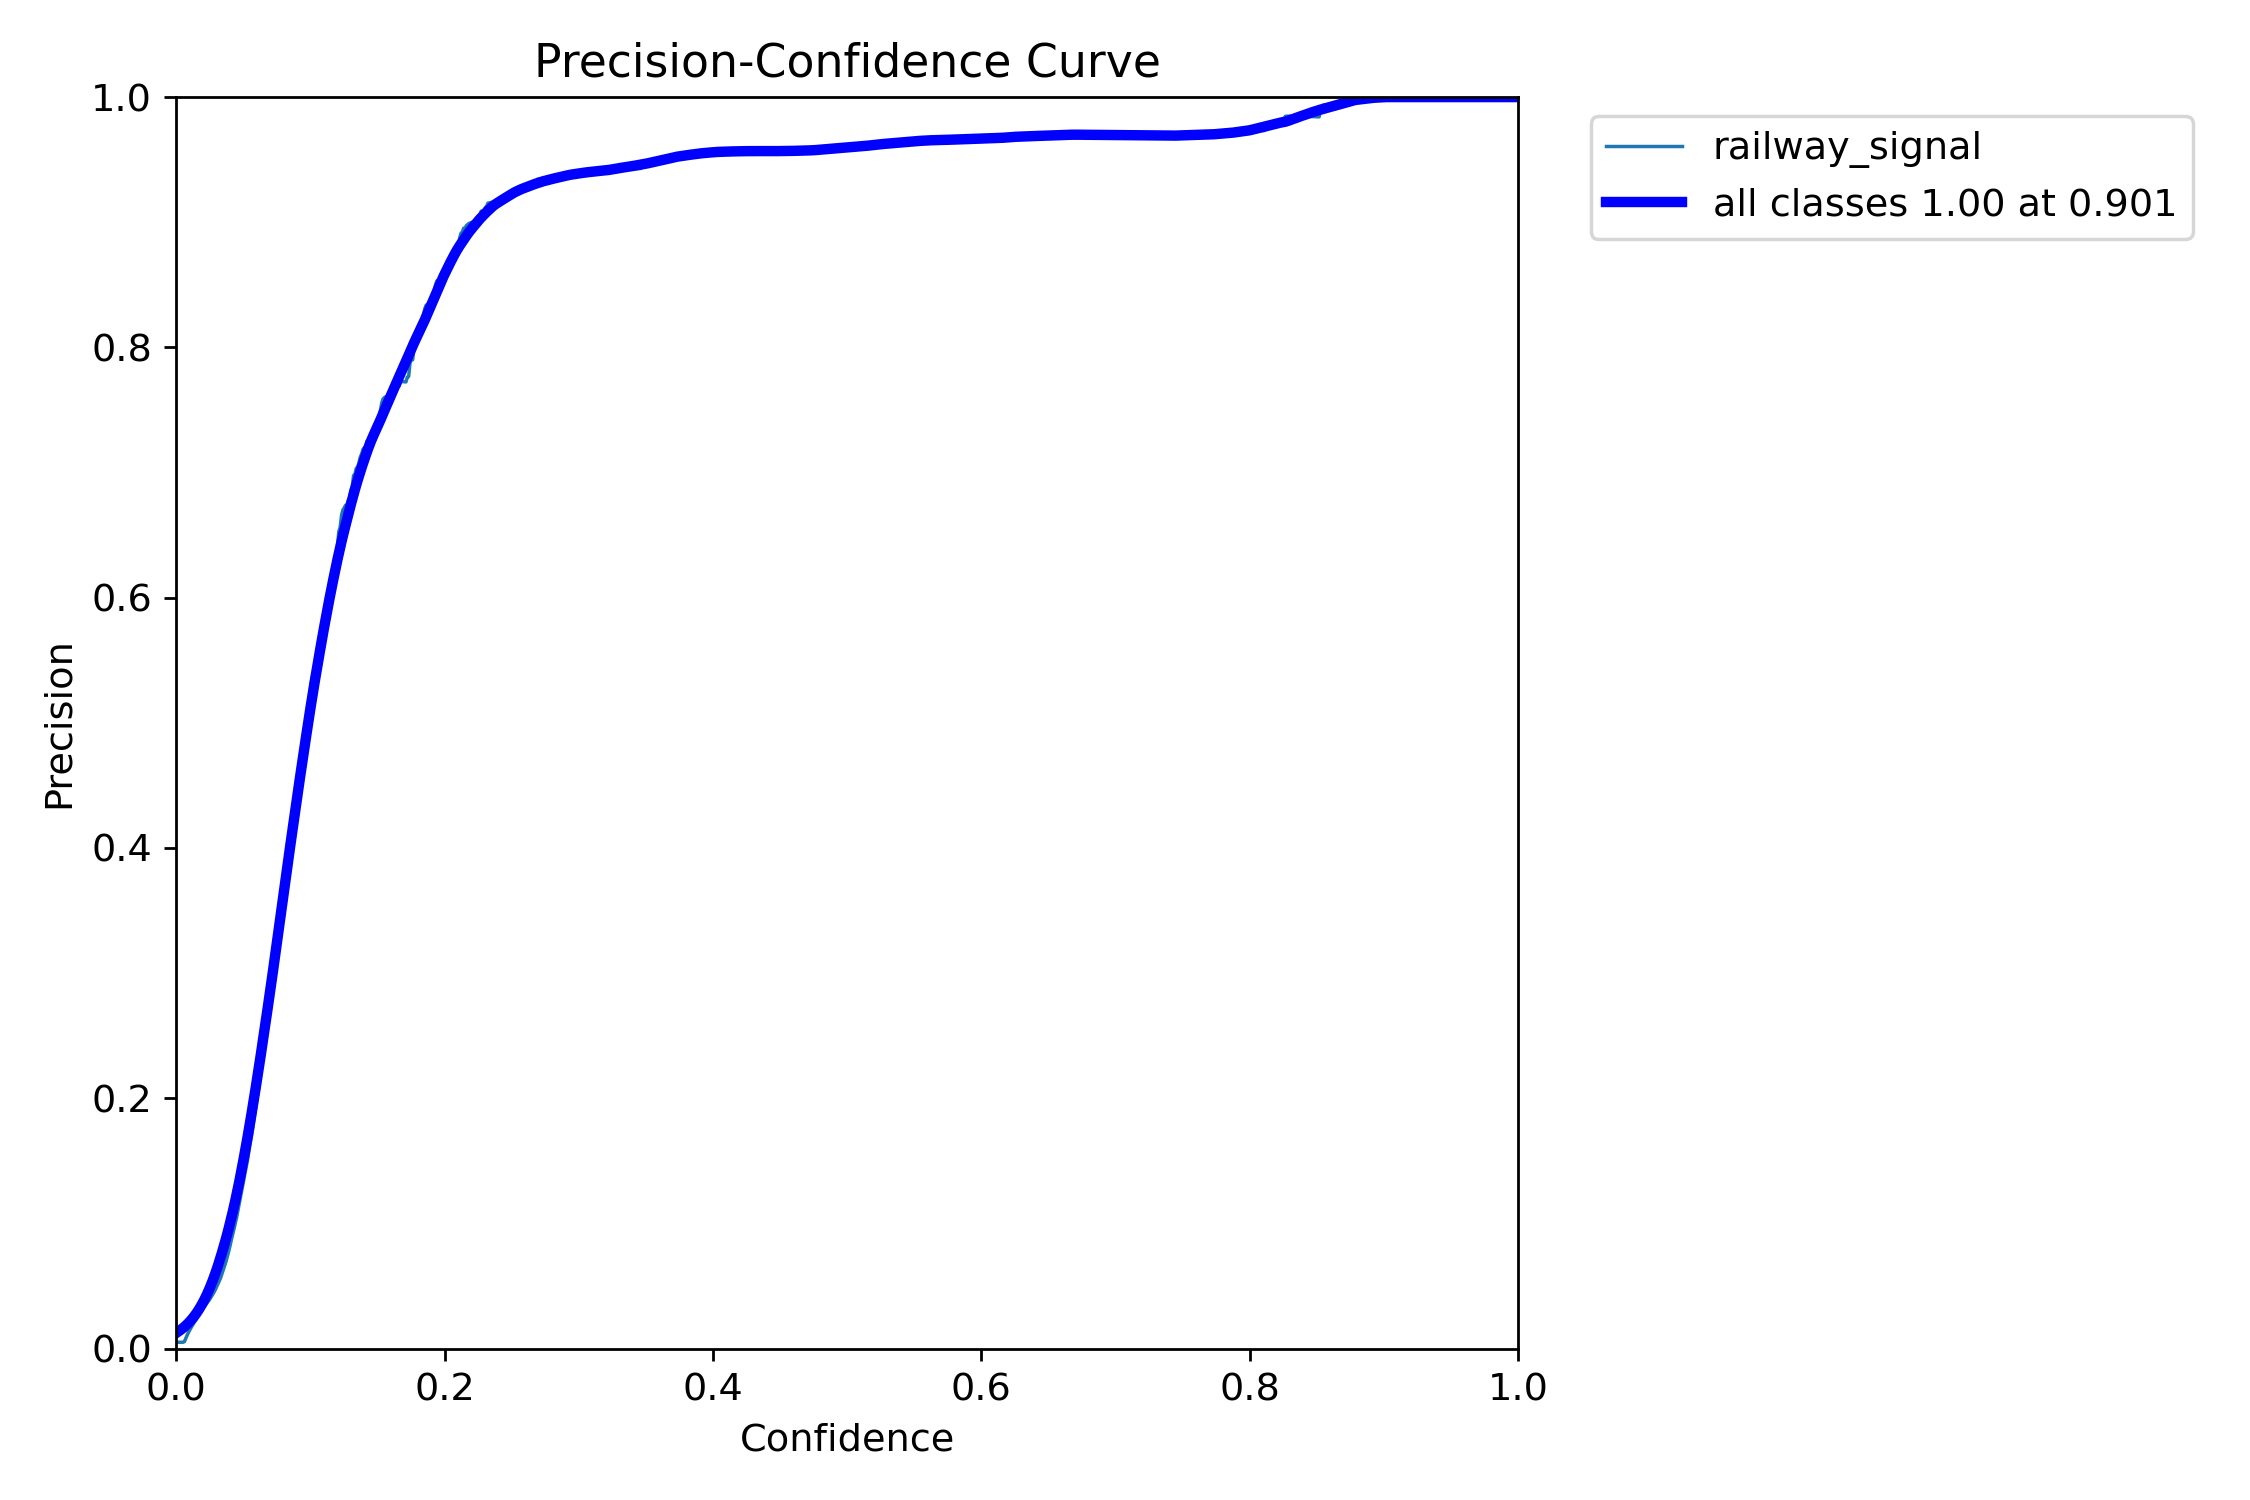 Precision-Confidence Curve
1.0
0.8
0.6
0.4
0.2
0.0
Precision
0.0 0.2 0.4 0.6 0.8 1.0
Confidence
railway_signal
all classes 1.00 at 0.901